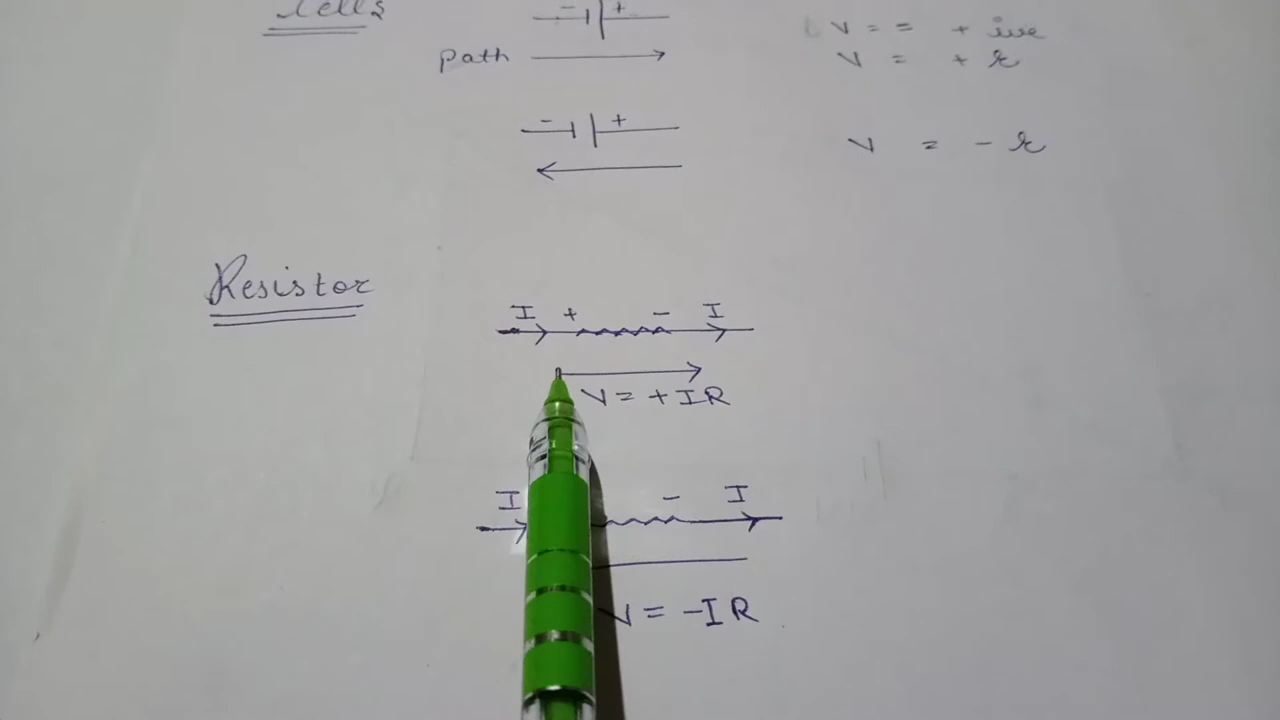 Cells
- +
V = = + ive
path
V = + ε
- +
V = - ε
Resistor
I + - I
V = + IR
I - I
V = - IR